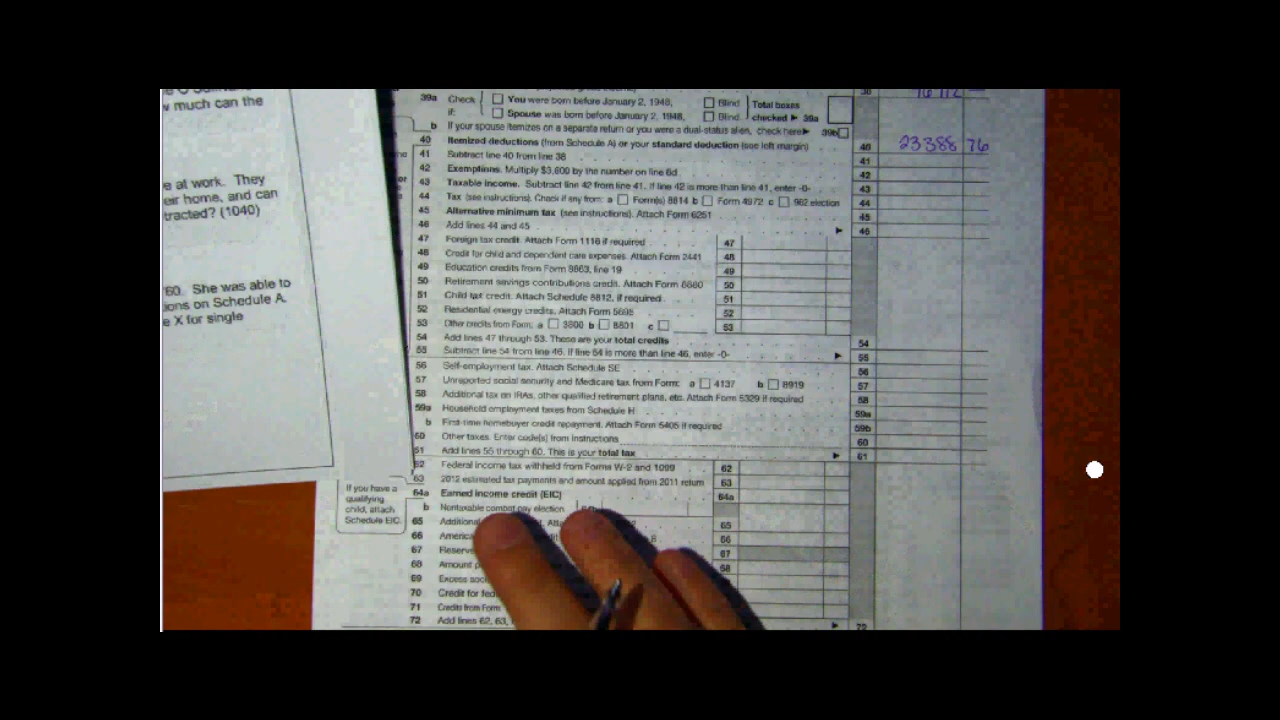 w much can the
e at work. They
eir home, and can
tracted? (1040)
60. She was able to
ions on Schedule A.
e X for single
39a Check if: You were born before January 2, 1948, Blind Total boxes
Spouse was born before January 2, 1948, Blind. checked ▶ 39a
b If your spouse itemizes on a separate return or you were a dual-status alien, check here ▶ 39b
40 Itemized deductions (from Schedule A) or your standard deduction (see left margin) 40 23388 76
41 Subtract line 40 from line 38 41
42 Exemptions. Multiply $3,800 by the number on line 6d 42
43 Taxable income. Subtract line 42 from line 41. If line 42 is more than line 41, enter -0- 43
44 Tax (see instructions). Check if any from: a Form(s) 8814 b Form 4972 c 962 election 44
45 Alternative minimum tax (see instructions). Attach Form 6251 45
46 Add lines 44 and 45 ▶ 46
47 Foreign tax credit. Attach Form 1116 if required 47
48 Credit for child and dependent care expenses. Attach Form 2441 48
49 Education credits from Form 8863, line 19 49
50 Retirement savings contributions credit. Attach Form 8880 50
51 Child tax credit. Attach Schedule 8812, if required 51
52 Residential energy credits. Attach Form 5695 52
53 Other credits from Form: a 3800 b 8801 c 53
54 Add lines 47 through 53. These are your total credits 54
55 Subtract line 54 from line 46. If line 54 is more than line 46, enter -0- ▶ 55
56 Self-employment tax. Attach Schedule SE 56
57 Unreported social security and Medicare tax from Form: a 4137 b 8919 57
58 Additional tax on IRAs, other qualified retirement plans, etc. Attach Form 5329 if required 58
59a Household employment taxes from Schedule H 59a
b First-time homebuyer credit repayment. Attach Form 5405 if required 59b
60 Other taxes. Enter code(s) from instructions 60
61 Add lines 55 through 60. This is your total tax ▶ 61
62 Federal income tax withheld from Forms W-2 and 1099 62
63 2012 estimated tax payments and amount applied from 2011 return 63
If you have a
qualifying
child, attach
Schedule EIC.
64a Earned income credit (EIC) 64a
b Nontaxable combat pay election
65 Additional 65
66 America 66
67 Reserve 67
68 Amount p 68
69 Excess soc
70 Credit for fed
71 Credits from Form
72 Add lines 62, 63, ▶ 72